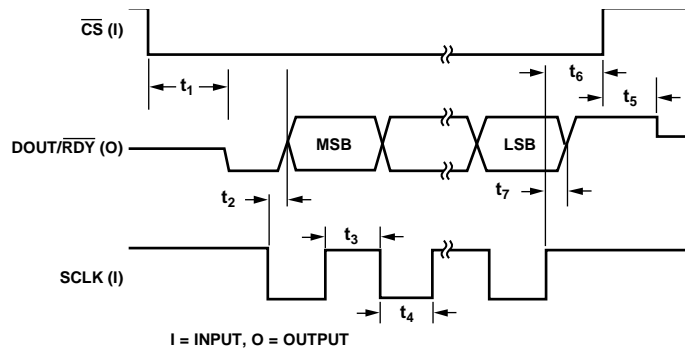 CS (I)
t1
t6
t5
DOUT/RDY (O)
MSB
LSB
t2
t7
t3
SCLK (I)
t4
I = INPUT, O = OUTPUT